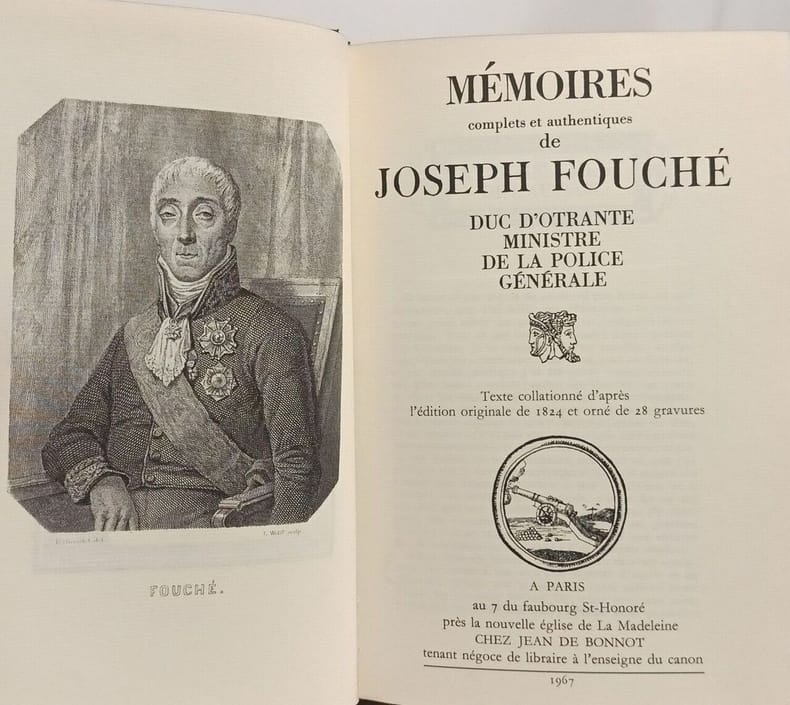 FOUCHÉ.
MÉMOIRES
complets et authentiques
de
JOSEPH FOUCHÉ
DUC D'OTRANTE
MINISTRE
DE LA POLICE
GÉNÉRALE
Texte collationné d'après
l'édition originale de 1824 et orné de 28 gravures
A PARIS
au 7 du faubourg St-Honoré
près la nouvelle église de La Madeleine
CHEZ JEAN DE BONNOT
tenant négoce de libraire à l'enseigne du canon
1967